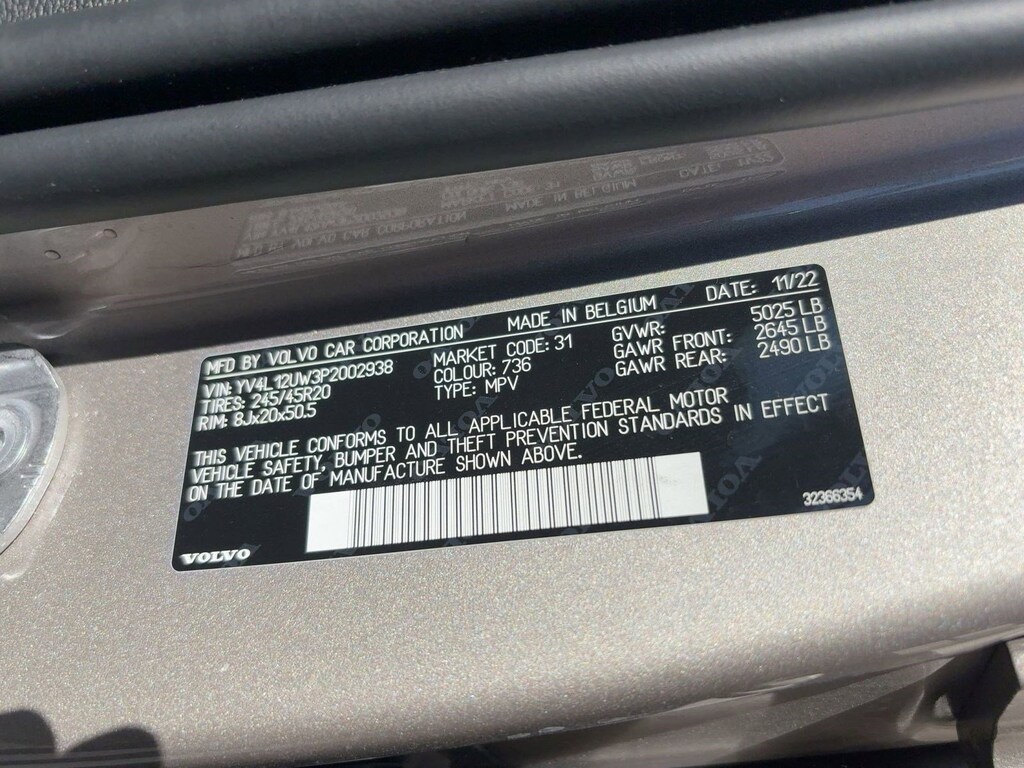 MFD BY VOLVO CAR CORPORATION MADE IN BELGIUM DATE: 11/22
VIN: YV4L12UW3P2002938 MARKET CODE: 31 GVWR: 5025 LB
TIRES: 245/45R20 COLOUR: 736 GAWR FRONT: 2645 LB
RIM: 8Jx20x50.5 TYPE: MPV GAWR REAR: 2490 LB
THIS VEHICLE CONFORMS TO ALL APPLICABLE FEDERAL MOTOR
VEHICLE SAFETY, BUMPER AND THEFT PREVENTION STANDARDS IN EFFECT
ON THE DATE OF MANUFACTURE SHOWN ABOVE.
32366354
VOLVO